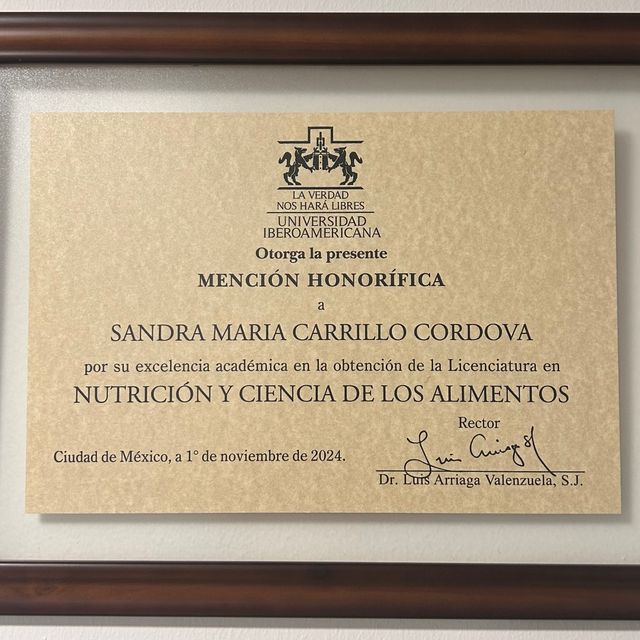 LA VERDAD
NOS HARÁ LIBRES
UNIVERSIDAD
IBEROAMERICANA
Otorga la presente
MENCIÓN HONORÍFICA
a
SANDRA MARIA CARRILLO CORDOVA
por su excelencia académica en la obtención de la Licenciatura en
NUTRICIÓN Y CIENCIA DE LOS ALIMENTOS
Rector
Ciudad de México, a 1° de noviembre de 2024.
Dr. Luis Arriaga Valenzuela, S.J.